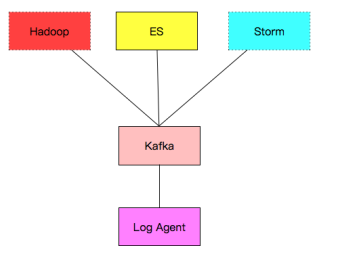 Hadoop
ES
Storm
Kafka
Log Agent